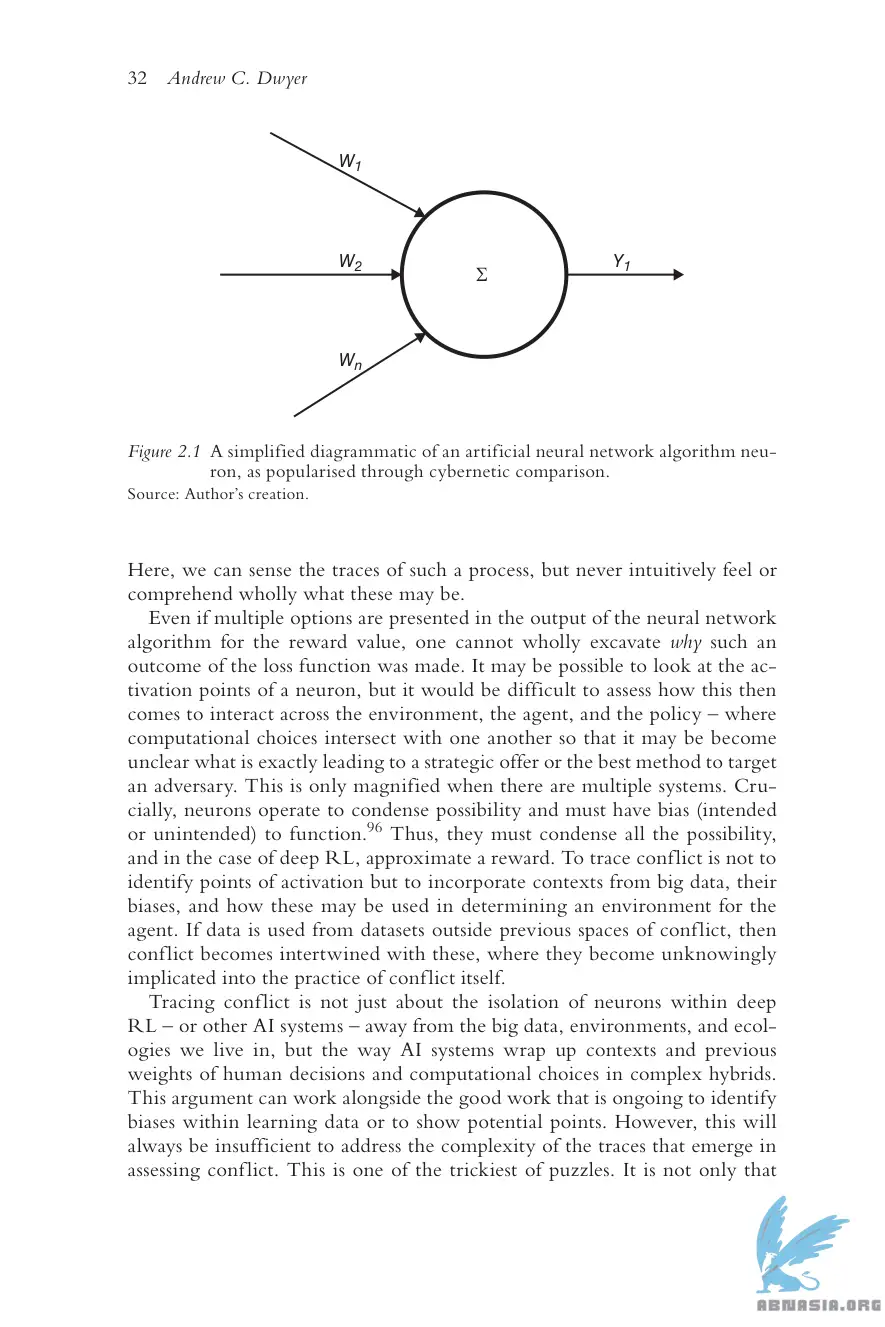 32 Andrew C. Dwyer
W1
W2
Σ
Y1
Wn
Figure 2.1 A simplified diagrammatic of an artificial neural network algorithm neu-
ron, as popularised through cybernetic comparison.
Source: Author’s creation.
Here, we can sense the traces of such a process, but never intuitively feel or
comprehend wholly what these may be.
Even if multiple options are presented in the output of the neural network
algorithm for the reward value, one cannot wholly excavate why such an
outcome of the loss function was made. It may be possible to look at the ac-
tivation points of a neuron, but it would be difficult to assess how this then
comes to interact across the environment, the agent, and the policy – where
computational choices intersect with one another so that it may be become
unclear what is exactly leading to a strategic offer or the best method to target
an adversary. This is only magnified when there are multiple systems. Cru-
cially, neurons operate to condense possibility and must have bias (intended
or unintended) to function.96 Thus, they must condense all the possibility,
and in the case of deep RL, approximate a reward. To trace conflict is not to
identify points of activation but to incorporate contexts from big data, their
biases, and how these may be used in determining an environment for the
agent. If data is used from datasets outside previous spaces of conflict, then
conflict becomes intertwined with these, where they become unknowingly
implicated into the practice of conflict itself.
Tracing conflict is not just about the isolation of neurons within deep
RL – or other AI systems – away from the big data, environments, and ecol-
ogies we live in, but the way AI systems wrap up contexts and previous
weights of human decisions and computational choices in complex hybrids.
This argument can work alongside the good work that is ongoing to identify
biases within learning data or to show potential points. However, this will
always be insufficient to address the complexity of the traces that emerge in
assessing conflict. This is one of the trickiest of puzzles. It is not only that
ABNASIA.ORG